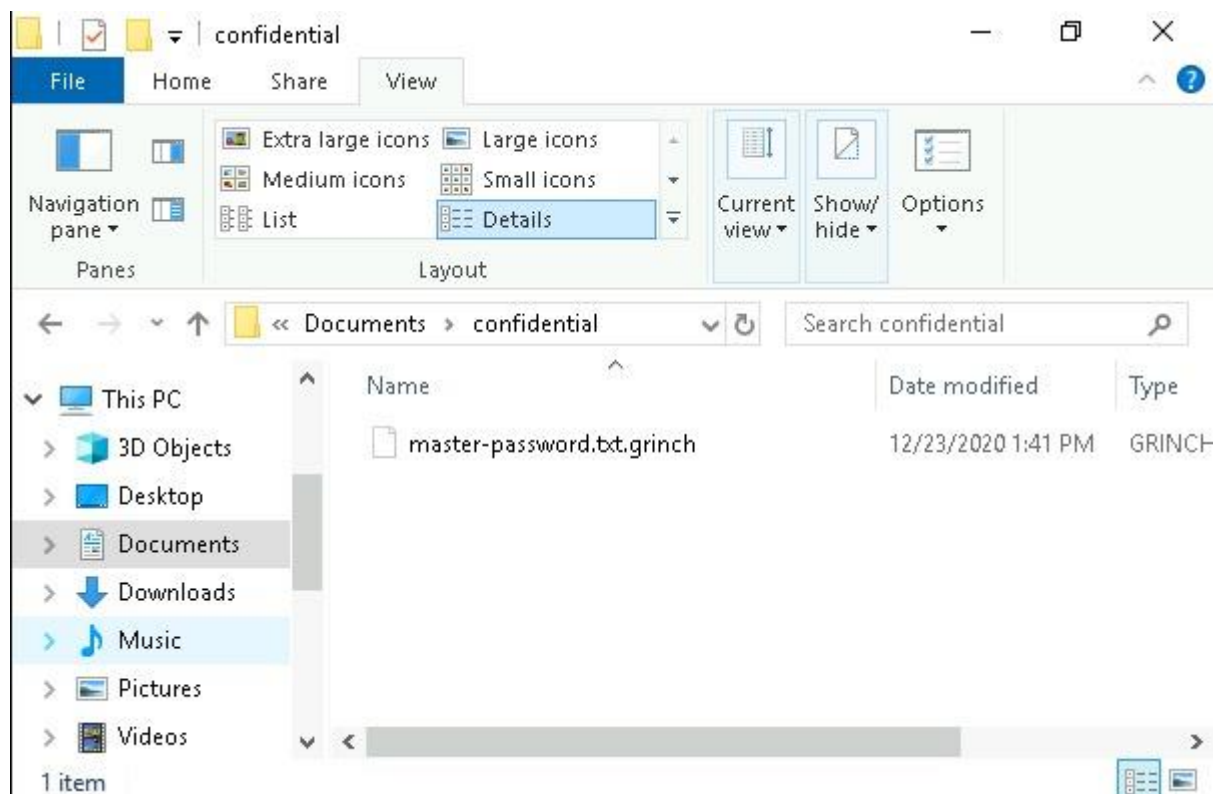 confidential
File Home Share View
Extra large icons Large icons
Medium icons Small icons
List Details
Navigation pane
Current view
Show/ hide
Options
Panes
Layout
« Documents > confidential
Search confidential
Name Date modified Type
This PC
master-password.txt.grinch 12/23/2020 1:41 PM GRINCH
3D Objects
Desktop
Documents
Downloads
Music
Pictures
Videos
1 item